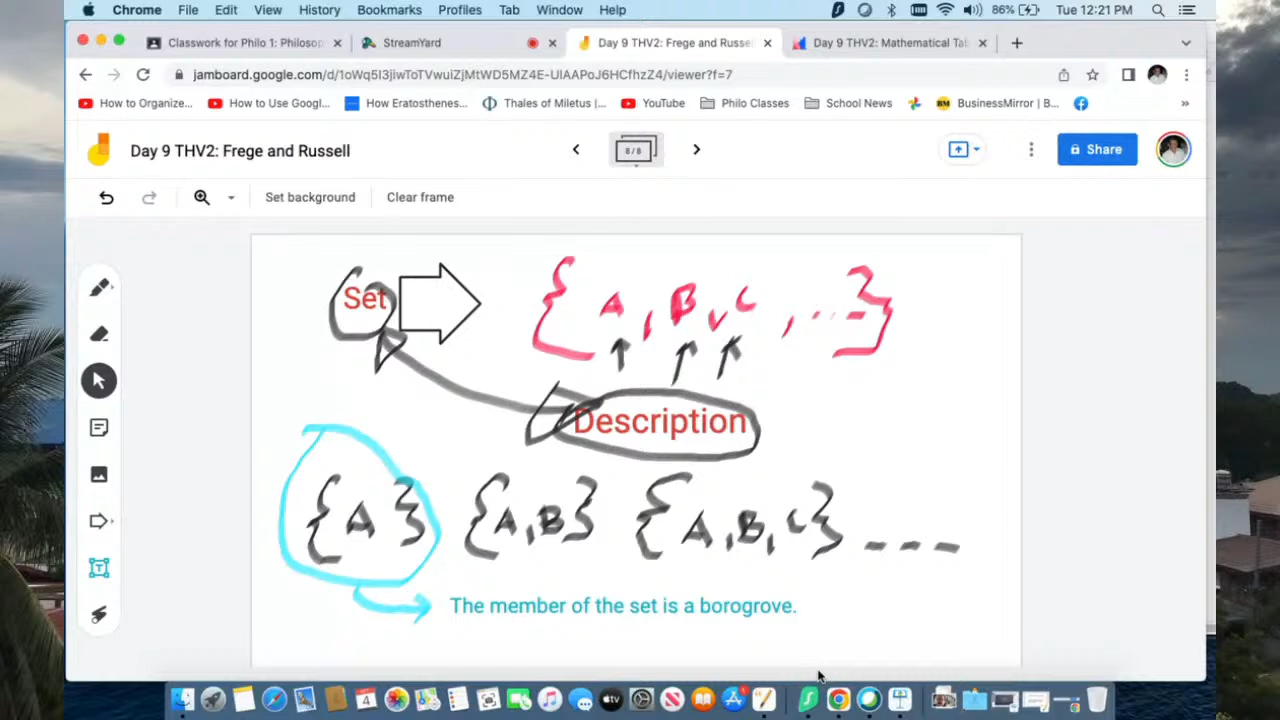 Chrome File Edit View History Bookmarks Profiles Tab Window Help 86% Tue 12:21 PM
Classwork for Philo 1: Philosop StreamYard Day 9 THV2: Frege and Russel Day 9 THV2: Mathematical Tal
jamboard.google.com/d/1oWq5I3jiwToTVwuiZjMtWD5MZ4E-UIAAPoJ6HCfhzZ4/viewer?f=7
How to Organize... How to Use Googl... How Eratosthenes... Thales of Miletus |... YouTube Philo Classes School News BM BusinessMirror | B... »
Day 9 THV2: Frege and Russell 8/8 Share
Set background Clear frame
Set {A, B, C, ...}
Description
{A} {A, B} {A, B, C} ---
The member of the set is a borogrove.